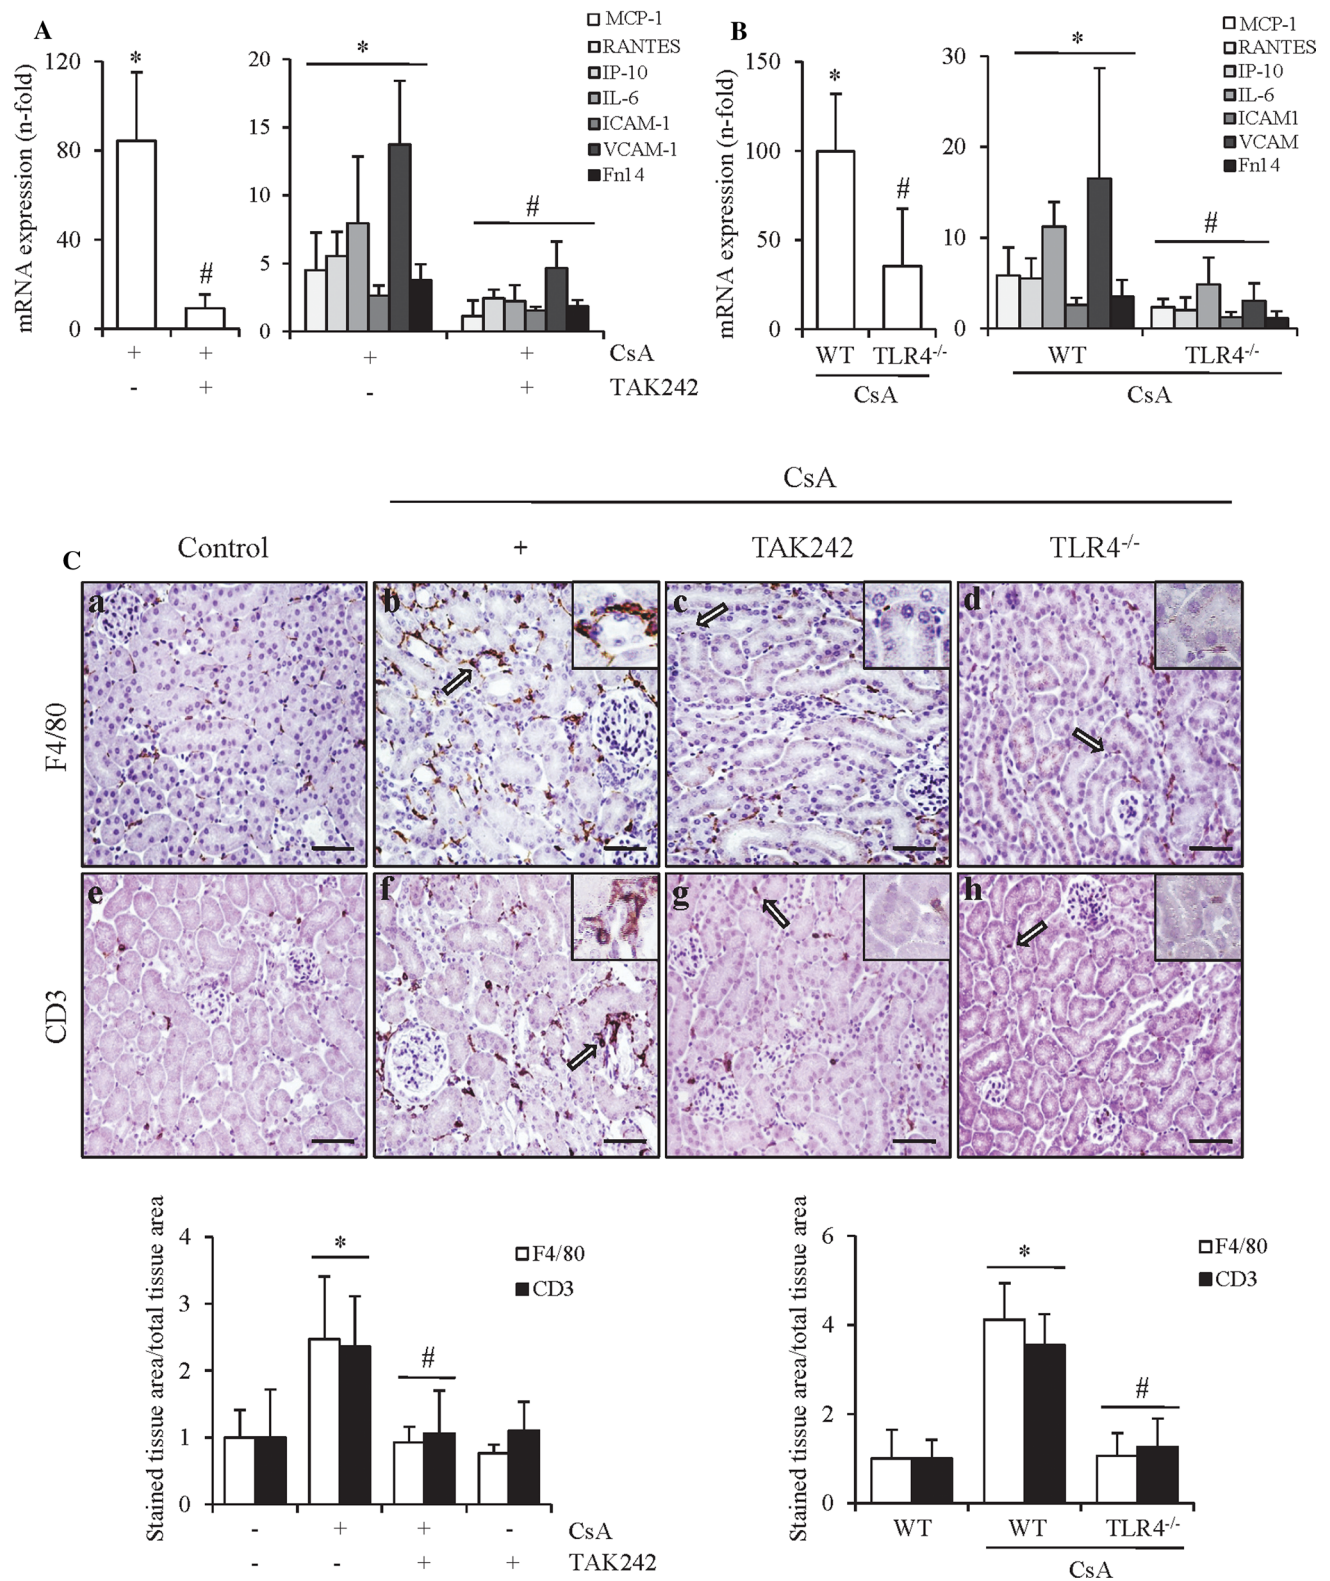 A
mRNA expression (n-fold)
120
80
40
0
*
#
20
15
10
5
0
*
#
MCP-1
RANTES
IP-10
IL-6
ICAM-1
VCAM-1
Fn14
+ + + + CsA
- + - + TAK242
B
mRNA expression (n-fold)
150
100
50
0
*
#
30
20
10
0
*
#
MCP-1
RANTES
IP-10
IL-6
ICAM1
VCAM
Fn14
WT TLR4-/-
CsA
WT TLR4-/-
CsA
CsA
C
Control + TAK242 TLR4-/-
F4/80
a b c d
CD3
e f g h
Stained tissue area/total tissue area
4
3
2
1
0
*
#
F4/80
CD3
- + + - CsA
- - + + TAK242
Stained tissue area/total tissue area
6
4
2
0
*
#
F4/80
CD3
WT WT TLR4-/-
CsA